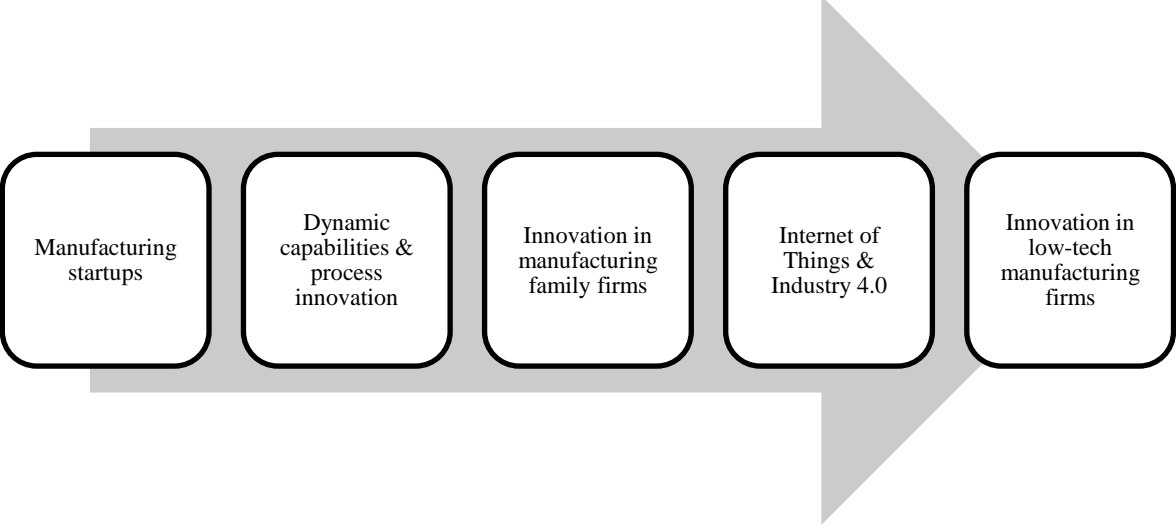 Manufacturing
startups
Dynamic
capabilities &
process
innovation
Innovation in
manufacturing
family firms
Internet of
Things &
Industry 4.0
Innovation in
low-tech
manufacturing
firms